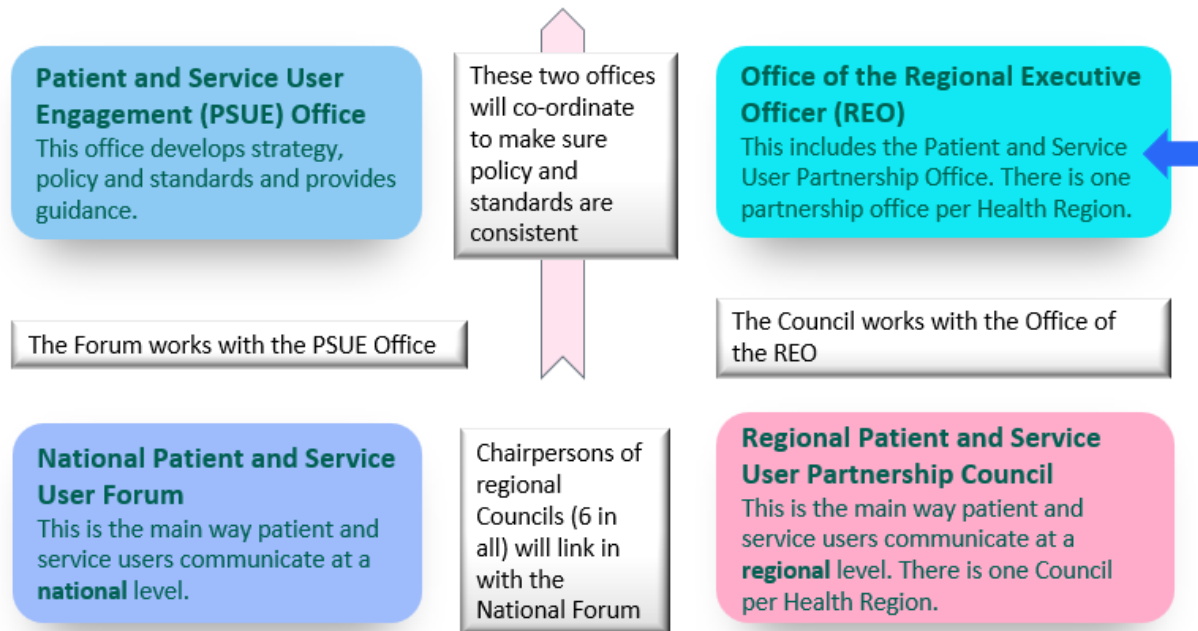 Patient and Service User
Engagement (PSUE) Office
This office develops strategy,
policy and standards and provides
guidance.
These two offices
will co-ordinate
to make sure
policy and
standards are
consistent
Office of the Regional Executive
Officer (REO)
This includes the Patient and Service
User Partnership Office. There is one
partnership office per Health Region.
The Forum works with the PSUE Office
The Council works with the Office of
the REO
National Patient and Service
User Forum
This is the main way patient and
service users communicate at a
national level.
Chairpersons of
regional
Councils (6 in
all) will link in
with the
National Forum
Regional Patient and Service
User Partnership Council
This is the main way patient and
service users communicate at a
regional level. There is one Council
per Health Region.